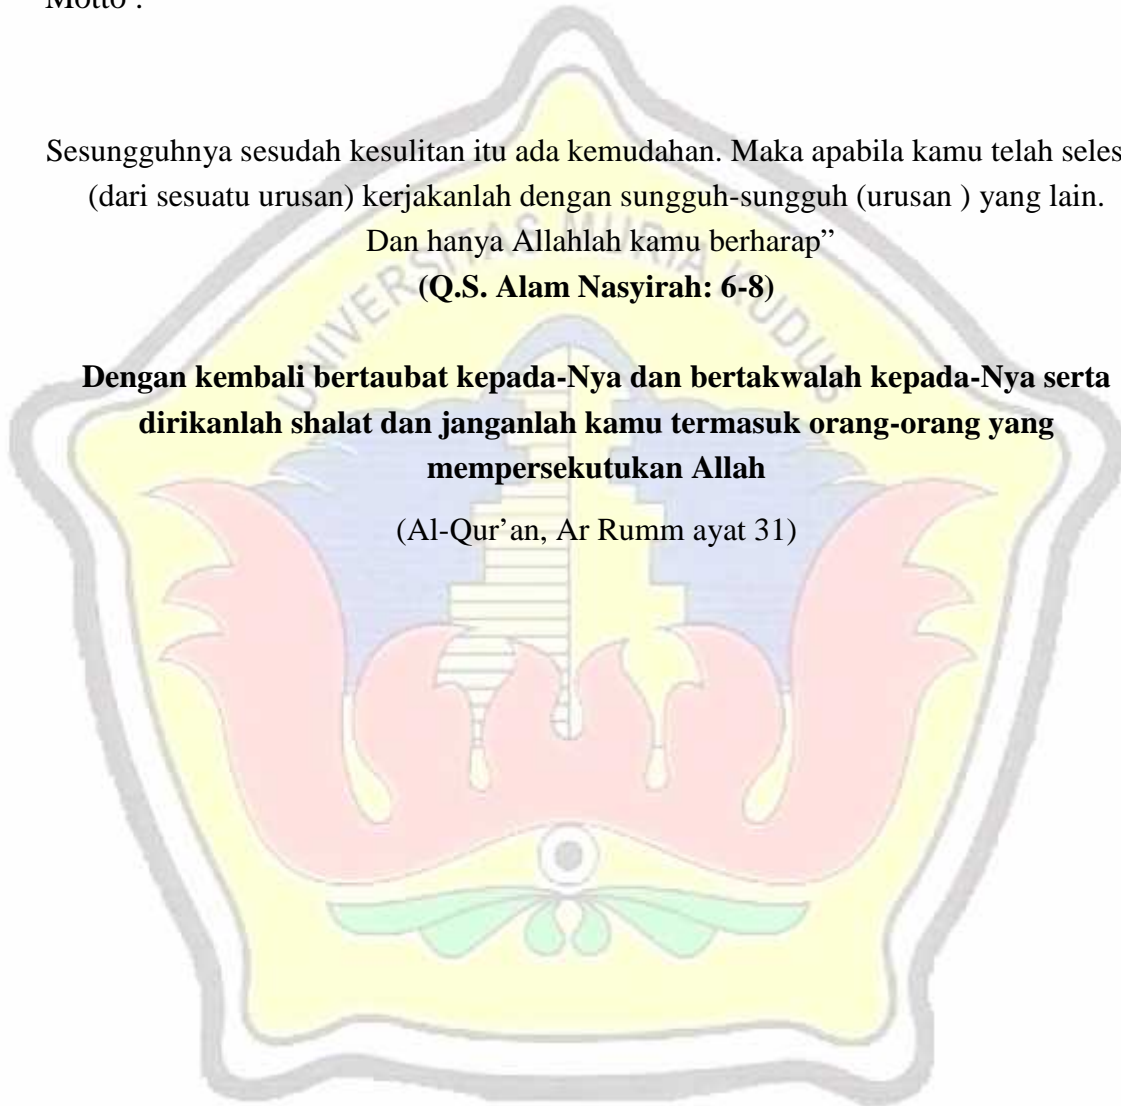 Motto :
Sesungguhnya sesudah kesulitan itu ada kemudahan. Maka apabila kamu telah seles
(dari sesuatu urusan) kerjakanlah dengan sungguh-sungguh (urusan ) yang lain.
Dan hanya Allahlah kamu berharap”
(Q.S. Alam Nasyirah: 6-8)
UNIVERSITAS MURIA KUDUS
Dengan kembali bertaubat kepada-Nya dan bertakwalah kepada-Nya serta
dirikanlah shalat dan janganlah kamu termasuk orang-orang yang
mempersekutukan Allah
(Al-Qur’an, Ar Rumm ayat 31)